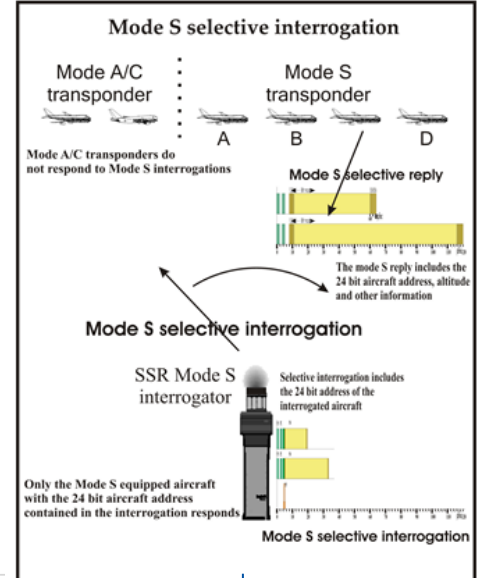 Mode S selective interrogation
Mode A/C
transponder
Mode S
transponder
A
B
D
Mode A/C transponders do
not respond to Mode S interrogations
Mode S selective reply
The mode S reply includes the
24 bit aircraft address, altitude
and other information
Mode S selective interrogation
SSR Mode S
interrogator
Selective interrogation includes
the 24 bit address of the
interrogated aircraft
Only the Mode S equipped aircraft
with the 24 bit aircraft address
contained in the interrogation responds
Mode S selective interrogation